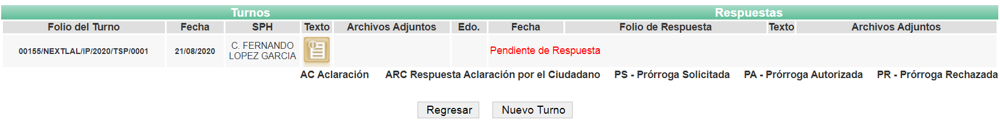 Turnos Respuestas
Folio del Turno Fecha SPH Texto Archivos Adjuntos Edo. Fecha Folio de Respuesta Texto Archivos Adjuntos
00155/NEXTLAL/IP/2020/TSP/0001 21/08/2020 C. FERNANDO LOPEZ GARCIA Pendiente de Respuesta
AC Aclaración ARC Respuesta Aclaración por el Ciudadano PS - Prórroga Solicitada PA - Prórroga Autorizada PR - Prórroga Rechazada
Regresar Nuevo Turno